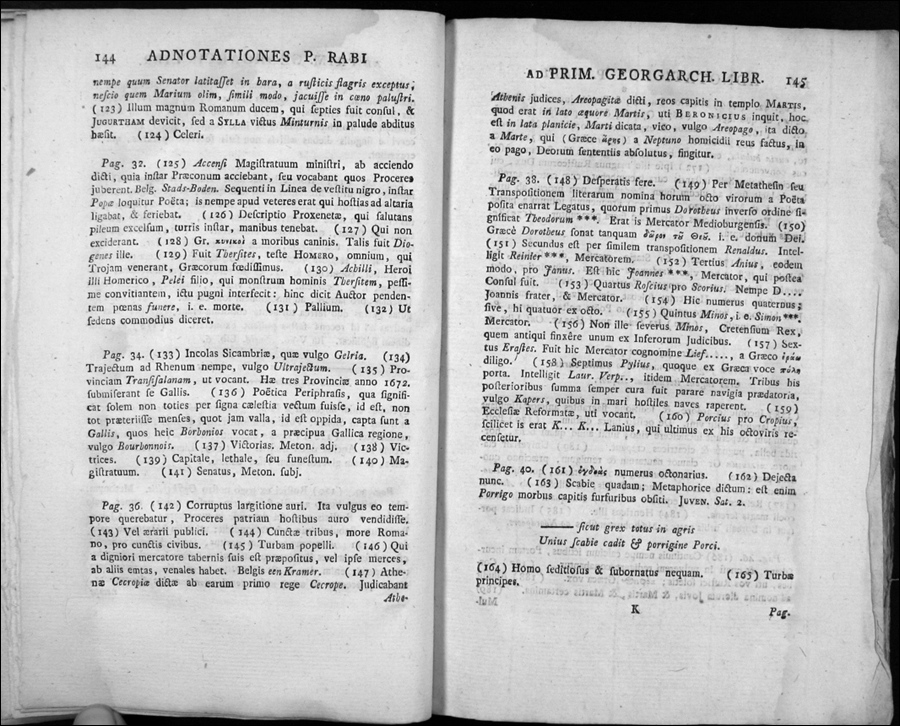 144 ADNOTATIONES P. RABI
nempe quum Senator latitaſſet in hara, a ruſticis flagris exceptus,
neſcio quem Marium olim, ſimili modo, jacuiſſe in cœno paluſtri.
(123) Illum magnum Romanum ducem, qui ſepties fuit conſul, &
JUGURTHAM devicit, ſed a SYLLA victus Minturnis in palude abditus
hæſit. (124) Celeri.
Pag. 32. (125) Accenſi Magiſtratuum miniſtri, ab acciendo
dicti, quia inſtar Præconum acciebant, ſeu vocabant quos Proceres
juberent. Belg. Stads-Boden. Sequenti in Linea de veſtitu nigro, inſtar
Popæ loquitur Poëta; is nempe apud veteres erat qui hoſtias ad altaria
ligabat, & feriebat. (126) Deſcriptio Proxenetæ, qui ſalutans
pileum excelſum, turris inſtar, manibus tenebat. (127) Qui non
exciderant. (128) Gr. κυνικοὶ a moribus caninis. Talis fuit Dio-
genes ille. (129) Fuit Therſites, teſte HOMERO, omnium, qui
Trojam venerant, Græcorum fœdiſſimus. (130) Achilli, Heroi
illi Homerico, Pelei filio, qui monſtrum hominis Therſitem, peſſi-
me convitiantem, ictu pugni interfecit: hinc dicit Auctor penden-
tem pœnas funere, i. e. morte. (131) Pallium. (132) Ut
ſedens commodius diceret.
Pag. 34. (133) Incolas Sicambriæ, quæ vulgo Gelria. (134)
Trajectum ad Rhenum nempe, vulgo Ultrajectum. (135) Pro-
vinciam Tranſiſalanam, ut vocant. Hæ tres Provinciæ anno 1672.
ſubmiſerant ſe Gallis. (136) Poëtica Periphraſis, qua ſignifi-
cat ſolem non toties per ſigna cæleſtia vectum fuiſse, id eſt, non
tot præteriiſſe menſes, quot jam valla, id eſt oppida, capta ſunt a
Gallis, quos heic Borbonios vocat, a præcipua Gallica regione,
vulgo Bourbonnois. (137) Victorias. Meton. adj. (138) Vic-
trices. (139) Capitale, lethale, ſeu funeſtum. (140) Ma-
giſtratuum. (141) Senatus, Meton. ſubj.
Pag. 36. (142) Corruptus largitione auri. Ita vulgus eo tem-
pore querebatur, Proceres patriam hoſtibus auro vendidiſſe.
(143) Vel ærarii publici. (144) Cunctæ tribus, more Roma-
no, pro cunctis civibus. (145) Turbam popelli. (146) Qui
a digniori mercatore tabernis ſuis eſt præpoſitus, vel ipſe merces,
ab aliis emtas, venales habet. Belgis een Kramer. (147) Athe-
næ Cecropiæ dictæ ab earum primo rege Cecrope. Judicabant
Athe-
AD PRIM. GEORGARCH. LIBR. 145
Athenis judices, Areopagitæ dicti, reos capitis in templo MARTIS,
quod erat in lato æquore Martis, uti BERONICIUS inquit, hoc
eſt in lata planicie, Marti dicata, vico, vulgo Areopago, ita dicto
a Marte, qui (Græce ἄρης) a Neptuno homicidii reus factus, in
eo pago, Deorum ſententiis abſolutus, fingitur.
Pag. 38. (148) Deſperatis fere. (149) Per Metatheſin ſeu
Transpoſitionem literarum nomina horum octo virorum a Poëta
poſita enarrat Legatus, quorum primus Dorotheus inverſo ordine ſi-
gnificat Theodorum ***. Erat is Mercator Medioburgenſis. (150)
Græcè Dorotheus ſonat tanquam δῶρον τῦ Θεῦ. i. e. donum Dei.
(151) Secundus eſt per ſimilem transpoſitionem Renaldus. Intel-
ligit Reinier ***, Mercatorem. (152) Tertius Anius, eodem
modo, pro Janus. Eſt hic Joannes ***, Mercator, qui poſtea
Conſul fuit. (153) Quartus Roſcius pro Scorius. Nempe D....
Joannis frater, & Mercator. (154) Hic numerus quaternus;
ſive, hi quatuor ex octo. (155) Quintus Minos, i. e. Simon ***.
Mercator. (156) Non ille ſeverus Minos, Cretenſium Rex,
quem antiqui finxêre unum ex Inferorum Judicibus. (157) Sex-
tus Eraſtes. Fuit hic Mercator cognomine Lief....., a Græco ἐράω
diligo. (158) Septimus Pylius, quoque ex Græca voce πύλη
porta. Intelligit Laur. Verp.., itidem Mercatorem. Tribus his
poſterioribus ſumma ſemper cura fuit parare navigia prædatoria,
vulgo Kapers, quibus in mari hoſtiles naves raperent. (159)
Eccleſiæ Reformatæ, uti vocant. (160) Porcius pro Cropius,
ſcilicet is erat K... K... Lanius, qui ultimus ex his octoviris re-
cenſetur.
Pag. 40. (161) ὀγδοὰς numerus octonarius. (162) Dejecta
nunc. (163) Scabie quadam; Metaphorice dictum: eſt enim
Porrigo morbus capitis furfuribus obſiti. JUVEN. Sat. 2.
——— ſicut grex totus in agris
Unius ſcabie cadit & porrigine Porci.
(164) Homo ſeditioſus & ſubornatus nequam. (165) Turbæ
principes.
K Pag.